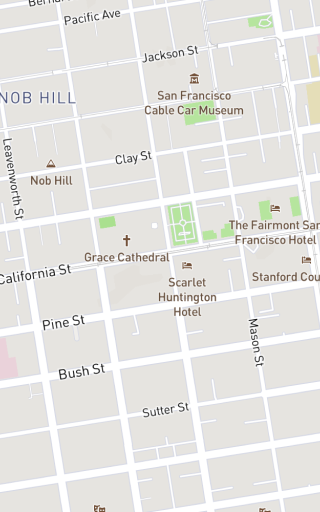 Pacific Ave
Jackson St
San Francisco
Cable Car Museum
NOB HILL
Clay St
Leavenworth St
Nob Hill
The Fairmont San
Francisco Hotel
Grace Cathedral
California St
Stanford Cou
Scarlet
Huntington
Hotel
Pine St
Mason St
Bush St
Sutter St